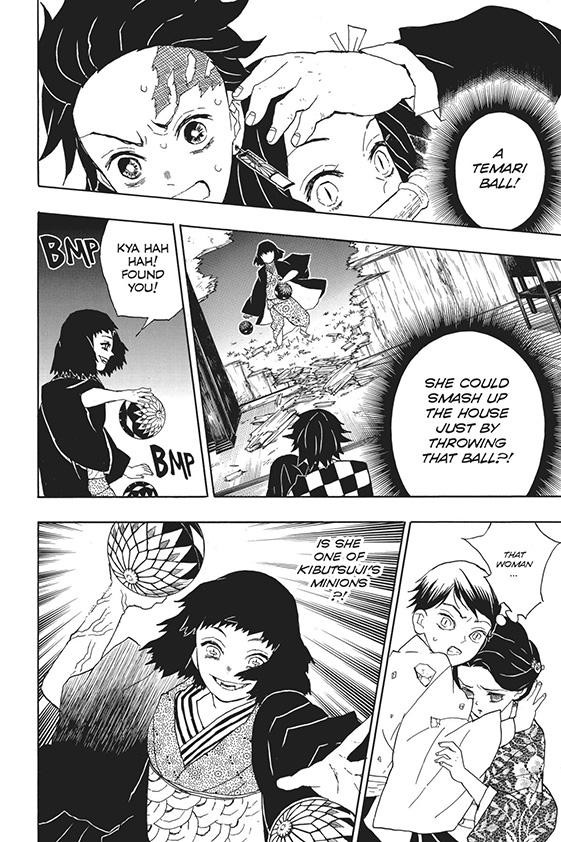 A
TEMARI
BALL!
SHE COULD
SMASH UP
THE HOUSE
JUST BY
THROWING
THAT BALL?!
KYA HAH
HAH!
FOUND
YOU!
BMP
BMP
THAT
WOMAN
...
IS SHE
ONE OF
KIBUTSUJI'S
MINIONS
?!